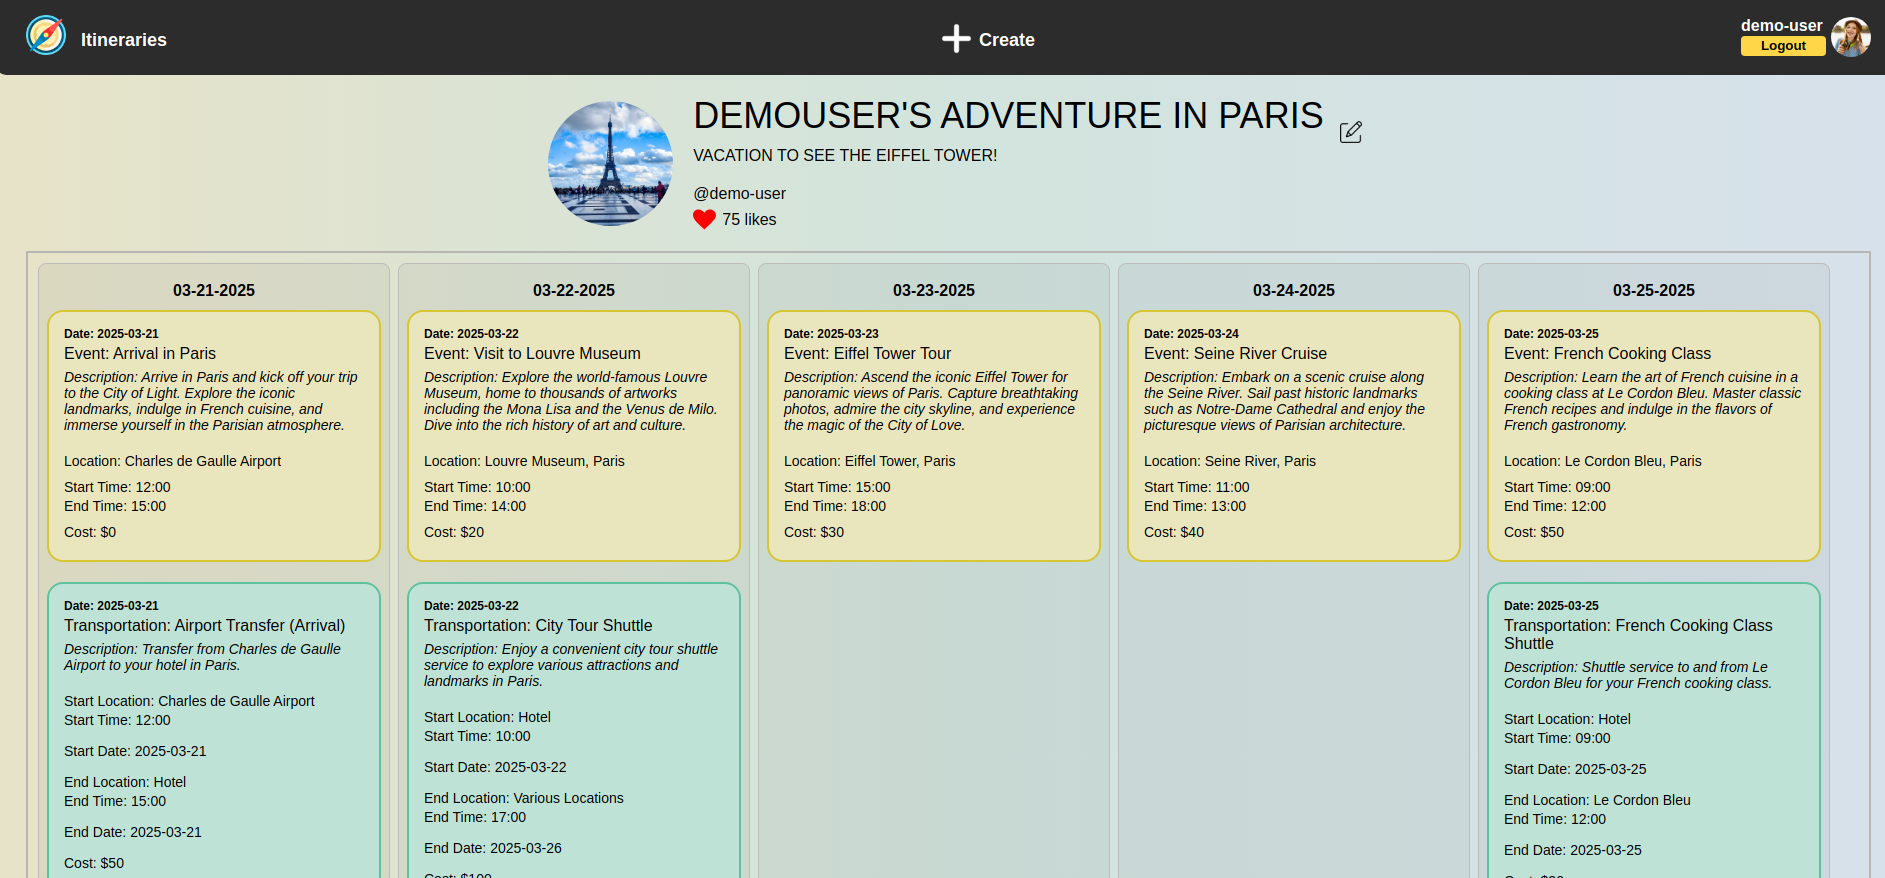 Itineraries
Create
demo-user
Logout
DEMOUSER'S ADVENTURE IN PARIS
VACATION TO SEE THE EIFFEL TOWER!
@demo-user
75 likes
03-21-2025
Date: 2025-03-21
Event: Arrival in Paris
Description: Arrive in Paris and kick off your trip
to the City of Light. Explore the iconic
landmarks, indulge in French cuisine, and
immerse yourself in the Parisian atmosphere.
Location: Charles de Gaulle Airport
Start Time: 12:00
End Time: 15:00
Cost: $0
Date: 2025-03-21
Transportation: Airport Transfer (Arrival)
Description: Transfer from Charles de Gaulle
Airport to your hotel in Paris.
Start Location: Charles de Gaulle Airport
Start Time: 12:00
Start Date: 2025-03-21
End Location: Hotel
End Time: 15:00
End Date: 2025-03-21
Cost: $50
03-22-2025
Date: 2025-03-22
Event: Visit to Louvre Museum
Description: Explore the world-famous Louvre
Museum, home to thousands of artworks
including the Mona Lisa and the Venus de Milo.
Dive into the rich history of art and culture.
Location: Louvre Museum, Paris
Start Time: 10:00
End Time: 14:00
Cost: $20
Date: 2025-03-22
Transportation: City Tour Shuttle
Description: Enjoy a convenient city tour shuttle
service to explore various attractions and
landmarks in Paris.
Start Location: Hotel
Start Time: 10:00
Start Date: 2025-03-22
End Location: Various Locations
End Time: 17:00
End Date: 2025-03-26
03-23-2025
Date: 2025-03-23
Event: Eiffel Tower Tour
Description: Ascend the iconic Eiffel Tower for
panoramic views of Paris. Capture breathtaking
photos, admire the city skyline, and experience
the magic of the City of Love.
Location: Eiffel Tower, Paris
Start Time: 15:00
End Time: 18:00
Cost: $30
03-24-2025
Date: 2025-03-24
Event: Seine River Cruise
Description: Embark on a scenic cruise along
the Seine River. Sail past historic landmarks
such as Notre-Dame Cathedral and enjoy the
picturesque views of Parisian architecture.
Location: Seine River, Paris
Start Time: 11:00
End Time: 13:00
Cost: $40
03-25-2025
Date: 2025-03-25
Event: French Cooking Class
Description: Learn the art of French cuisine in a
cooking class at Le Cordon Bleu. Master classic
French recipes and indulge in the flavors of
French gastronomy.
Location: Le Cordon Bleu, Paris
Start Time: 09:00
End Time: 12:00
Cost: $50
Date: 2025-03-25
Transportation: French Cooking Class
Shuttle
Description: Shuttle service to and from Le
Cordon Bleu for your French cooking class.
Start Location: Hotel
Start Time: 09:00
Start Date: 2025-03-25
End Location: Le Cordon Bleu
End Time: 12:00
End Date: 2025-03-25